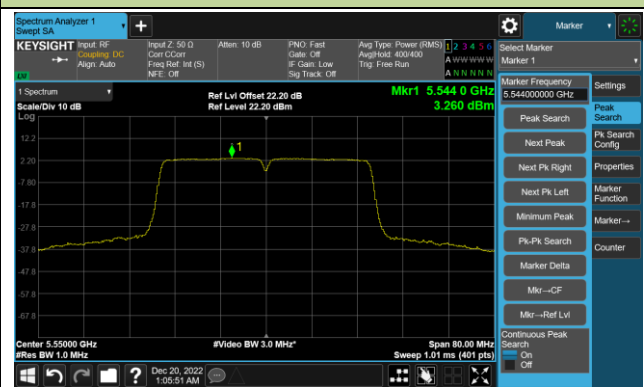 Spectrum Analyzer 1
Swept SA
Marker
KEYSIGHT
Input: RF
Coupling: DC
Align: Auto
Input Z: 50 Ω
Corr CCorr
Freq Ref: Int (S)
NFE: Off
Atten: 10 dB
PNO: Fast
Gate: Off
IF Gain: Low
Sig Track: Off
Avg Type: Power (RMS)
Avg|Hold: 400/400
Trig: Free Run
1 2 3 4 5 6
A W W W W W
A N N N N N
LXI
Select Marker
Marker 1
1 Spectrum
Scale/Div 10 dB
Log
Ref Lvl Offset 22.20 dB
Ref Level 22.20 dBm
Mkr1 5.544 0 GHz
3.260 dBm
12.2
2.20
-7.80
-17.8
-27.8
-37.8
-47.8
-57.8
-67.8
1
Center 5.55000 GHz
#Res BW 1.0 MHz
#Video BW 3.0 MHz*
Span 80.00 MHz
Sweep 1.01 ms (401 pts)
Marker Frequency
5.544000000 GHz
Peak Search
Next Peak
Next Pk Right
Next Pk Left
Minimum Peak
Pk-Pk Search
Marker Delta
Mkr→CF
Mkr→Ref Lvl
Continuous Peak
Search
On
Off
Settings
Peak
Search
Pk Search
Config
Properties
Marker
Function
Marker→
Counter
Dec 20, 2022
1:05:51 AM